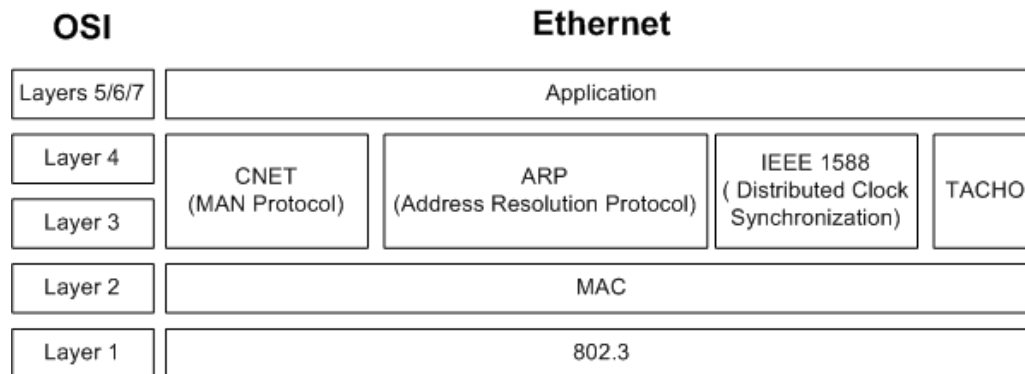 OSI
Ethernet
Layers 5/6/7
Application
Layer 4
Layer 3
CNET
(MAN Protocol)
ARP
(Address Resolution Protocol)
IEEE 1588
( Distributed Clock
Synchronization)
TACHO
Layer 2
MAC
Layer 1
802.3